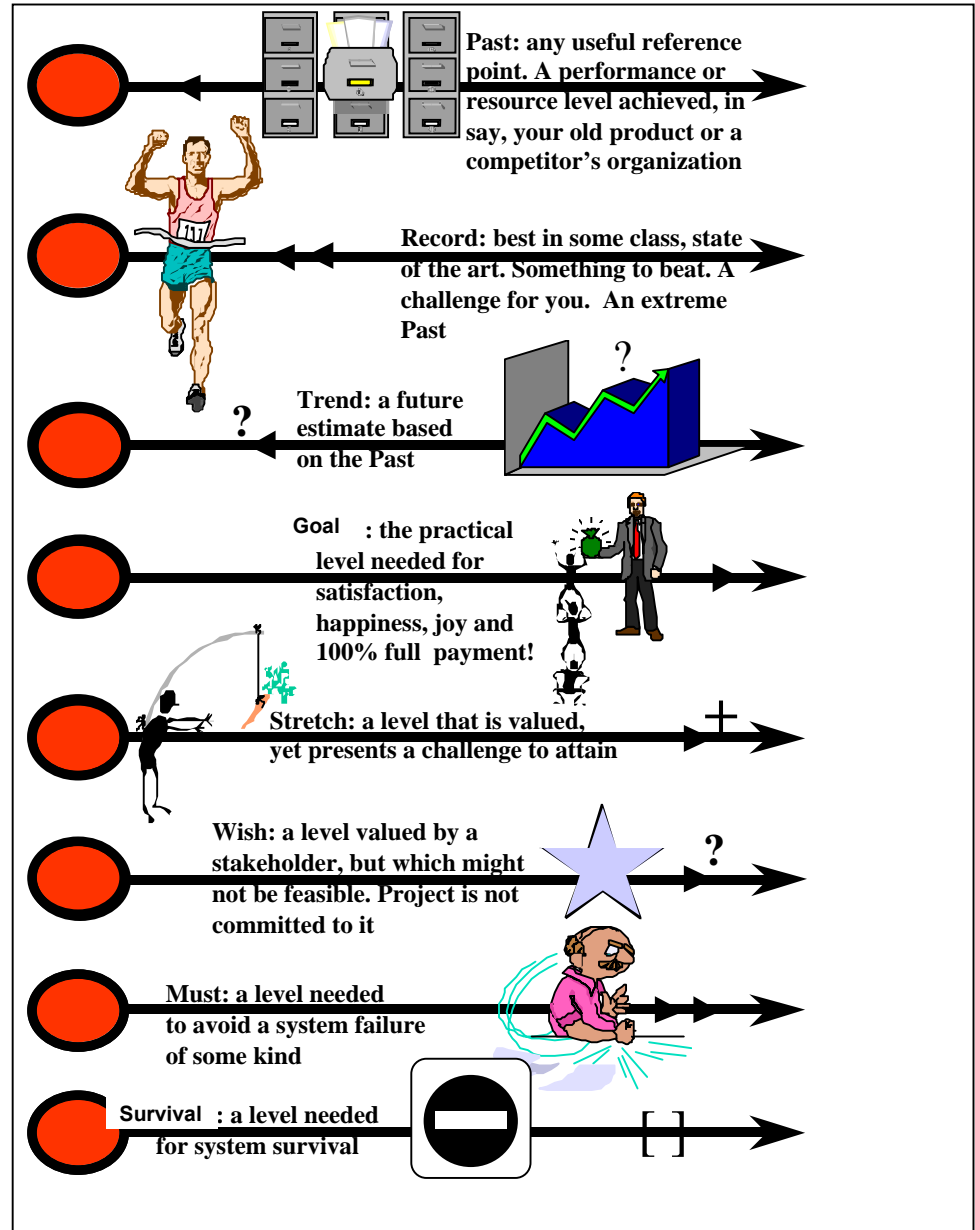 Past: any useful reference
point. A performance or
resource level achieved, in
say, your old product or a
competitor's organization
Record: best in some class, state
of the art. Something to beat. A
challenge for you.  An extreme
Past
?
?
Trend: a future
estimate based
on the Past
Goal : the practical
level needed for
satisfaction,
happiness, joy and
100% full  payment!
+
Stretch: a level that is valued,
yet presents a challenge to attain
Wish: a level valued by a
stakeholder, but which might
not be feasible. Project is not
committed to it
?
Must: a level needed
to avoid a system failure
of some kind
Survival : a level needed
for system survival
[ ]